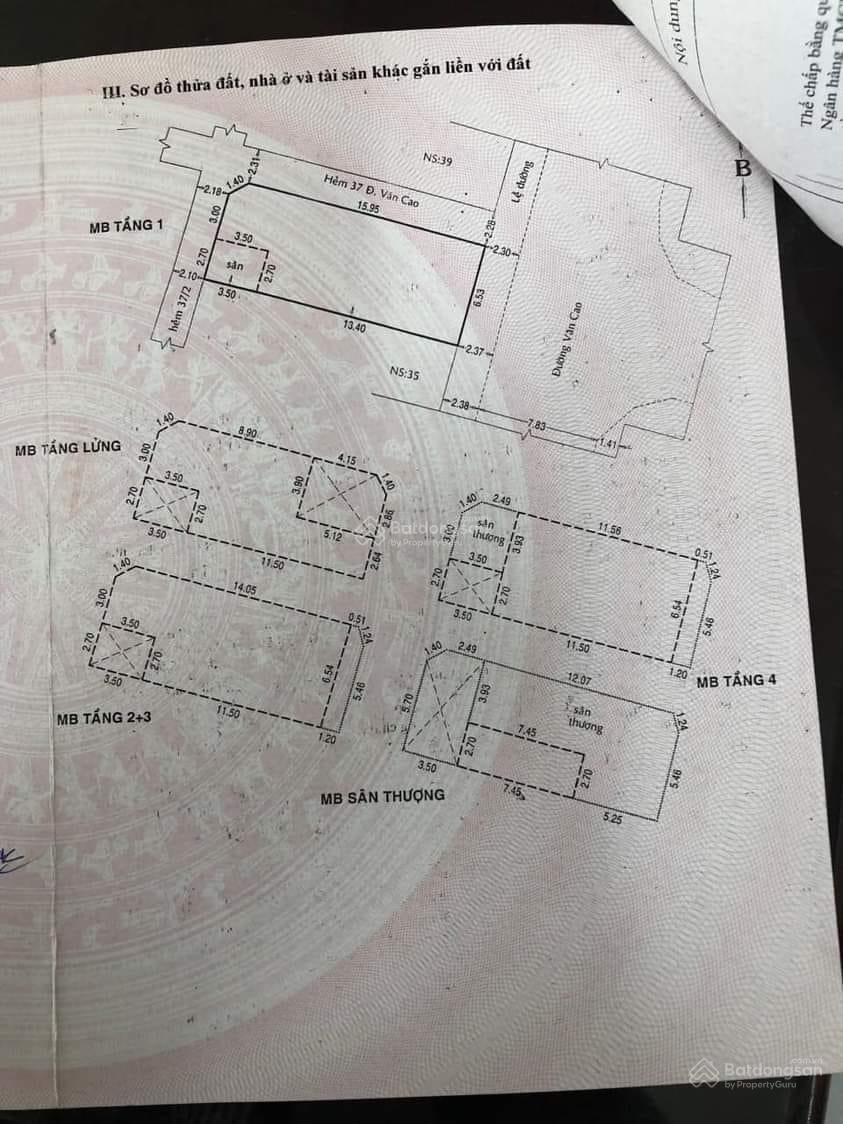 III. Sơ đồ thửa đất, nhà ở và tài sản khác gắn liền với đất
Nội dung
Thế chấp bằng qu
Ngân hàng TMC
B
NS:39
Lề đường
Hẻm 37 Đ. Văn Cao
2.31
1.40
2.18
15.95
2.28
2.30
MB TẦNG 1
3.00
3.50
2.70
sân
2.70
2.10
3.50
hẻm 37/2
13.40
6.53
2.37
Đường Văn Cao
NS:35
2.38
7.83
1.41
MB TẦNG LỬNG
1.40
8.90
3.00
4.15
1.40
3.50
3.90
2.70
2.70
2.86
3.50
5.12
11.50
2.64
1.40
2.49
sân
thượng
11.56
3.00
3.93
3.50
0.51
1.24
2.70
2.70
3.50
6.54
5.46
11.50
1.20
MB TẦNG 4
1.40
14.05
3.00
0.51
1.24
3.50
2.70
2.70
6.54
3.50
5.46
11.50
1.20
MB TẦNG 2+3
1.40
2.49
12.07
5.70
3.93
sân
thượng
1.24
7.45
2.70
2.70
5.46
3.50
7.45
5.25
MB SÂN THƯỢNG
Batdongsan
by PropertyGuru
Batdongsan
.com.vn
by PropertyGuru